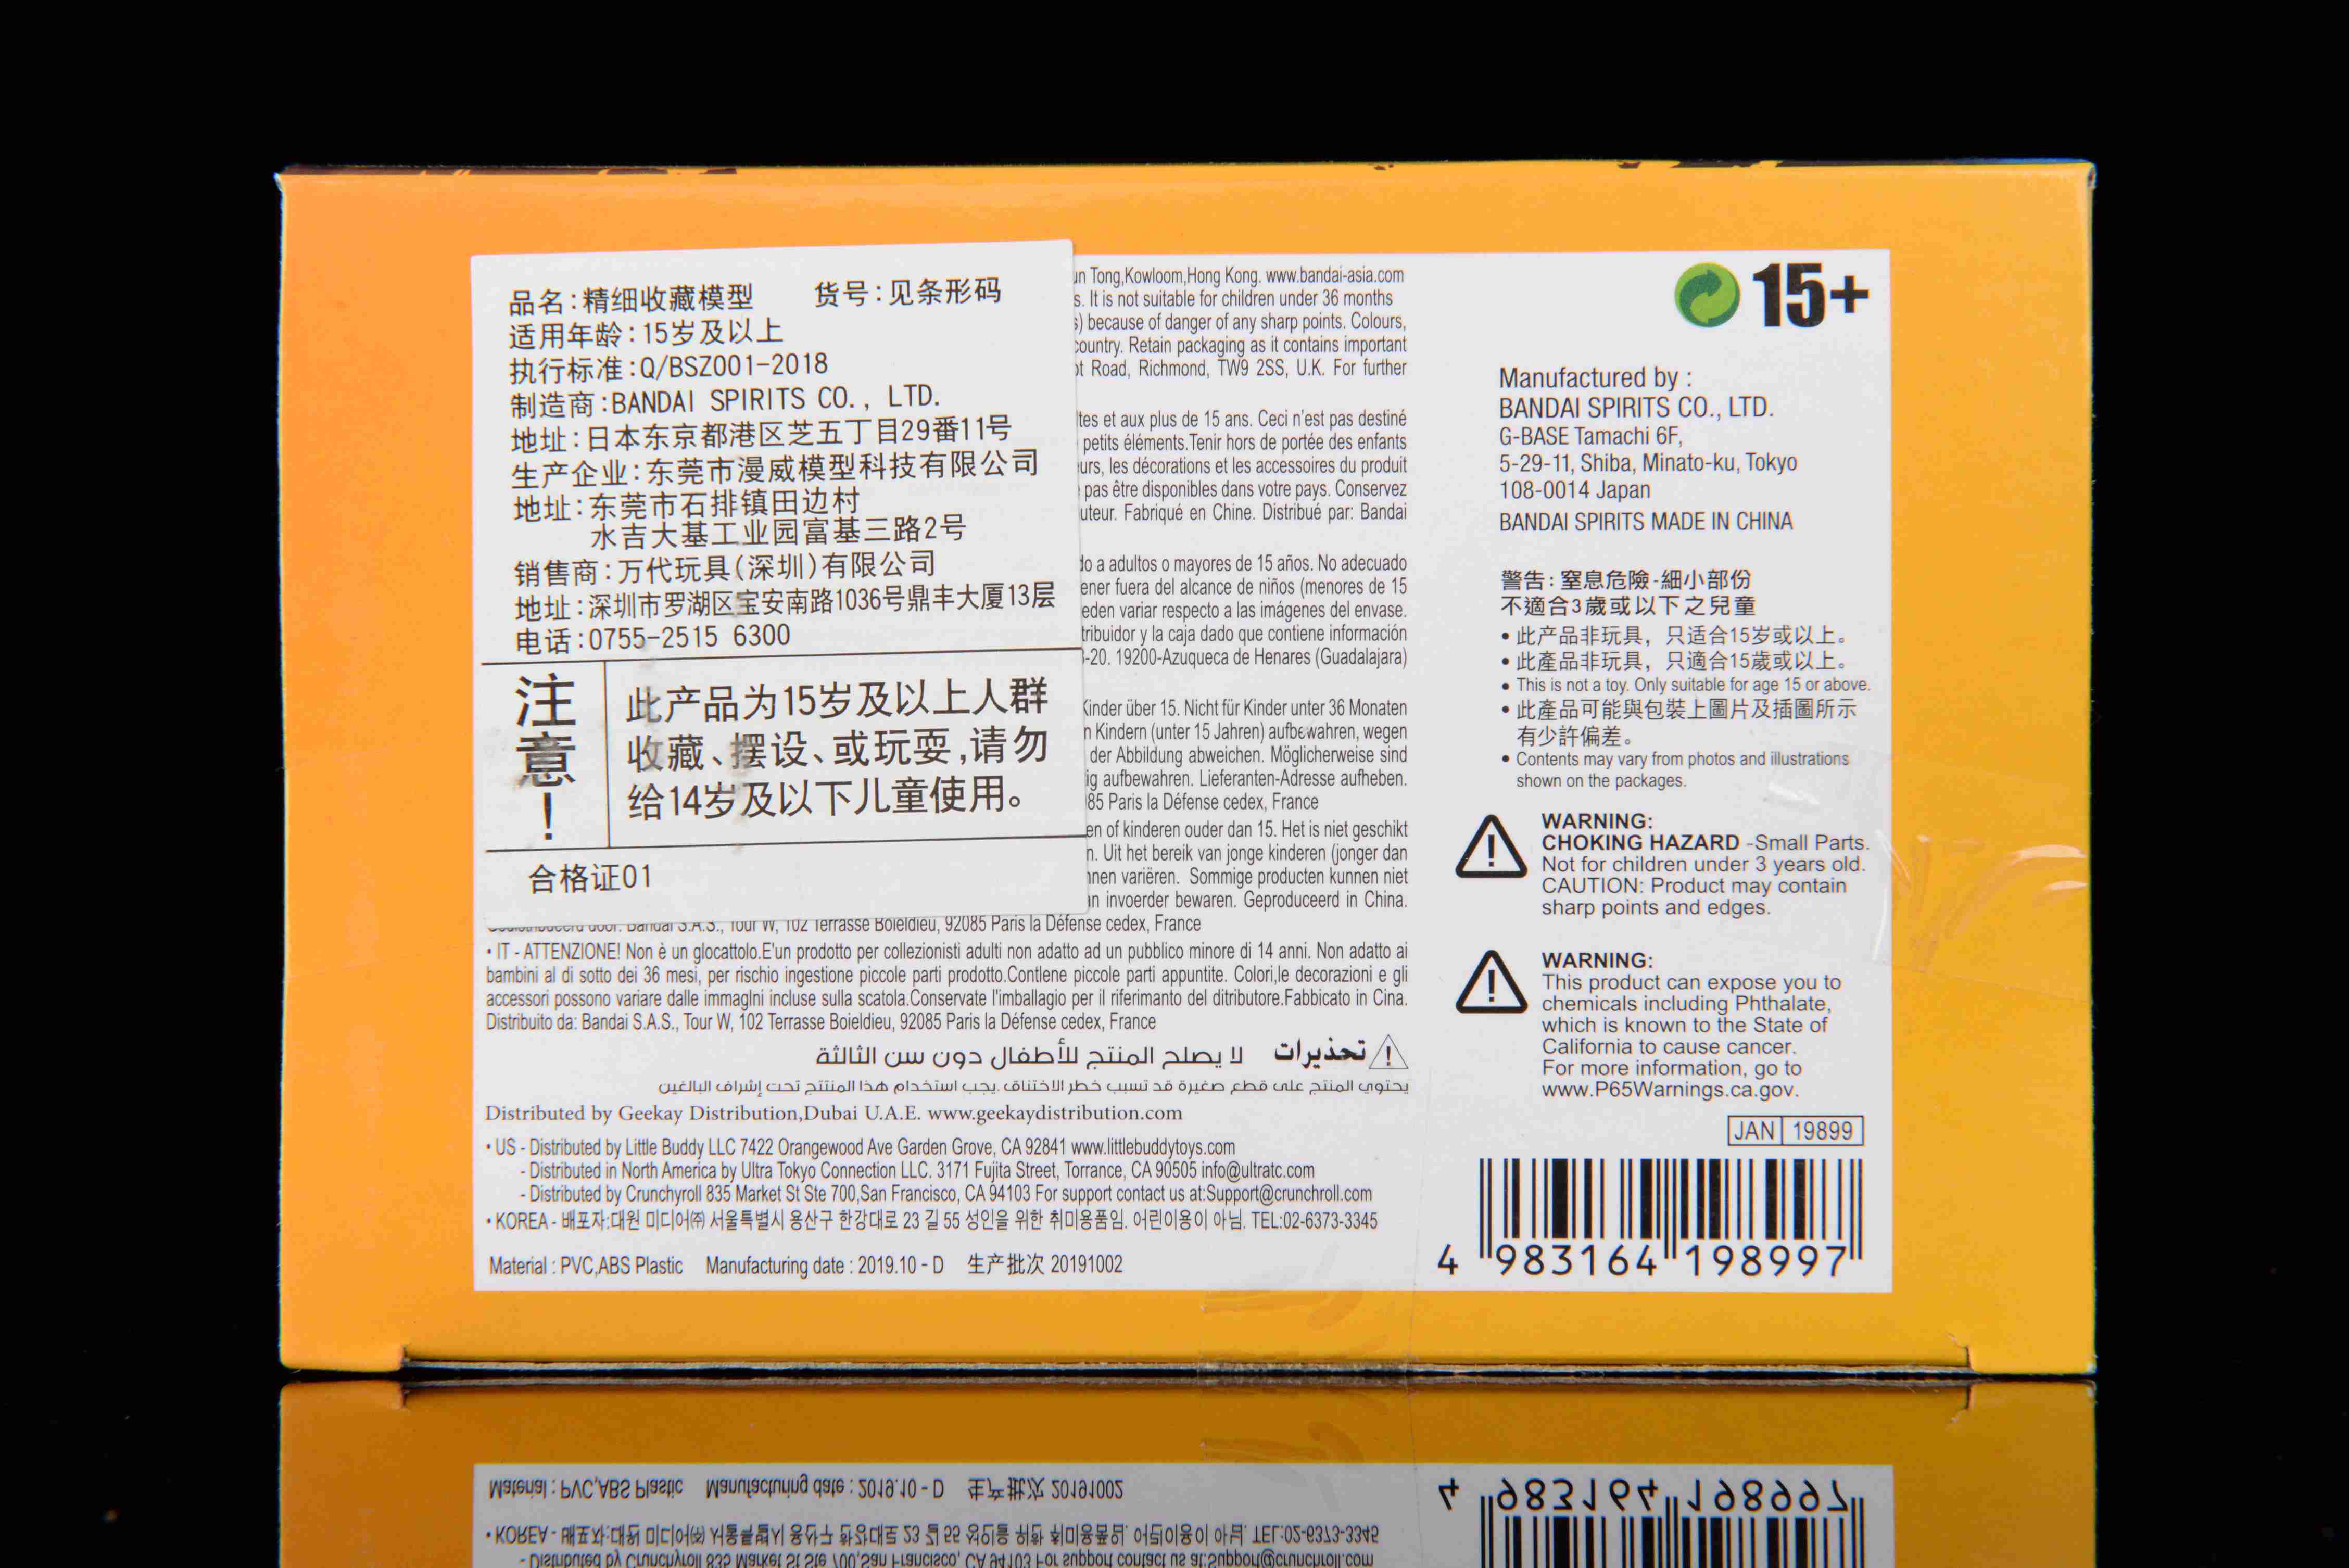 品名:精细收藏模型 货号:见条形码
适用年龄:15岁及以上
执行标准:Q/BSZ001-2018
制造商:BANDAI SPIRITS CO., LTD.
地址:日本东京都港区芝五丁目29番11号
生产企业:东莞市漫威模型科技有限公司
地址:东莞市石排镇田边村
水吉大基工业园富基三路2号
销售商:万代玩具(深圳)有限公司
地址:深圳市罗湖区宝安南路1036号鼎丰大厦13层
电话:0755-2515 6300
注意!
此产品为15岁及以上人群
收藏、摆设、或玩耍,请勿
给14岁及以下儿童使用。
合格证01
Tong,Kowloom,Hong Kong. www.bandai-asia.com
It is not suitable for children under 36 months
because of danger of any sharp points. Colours,
country. Retain packaging as it contains important
Road, Richmond, TW9 2SS, U.K. For further
et aux plus de 15 ans. Ceci n'est pas destiné
petits éléments.Tenir hors de portée des enfants
les décorations et les accessoires du produit
pas être disponibles dans votre pays. Conservez
Fabriqué en Chine. Distribué par: Bandai
a adultos o mayores de 15 años. No adecuado
fuera del alcance de niños (menores de 15
variar respecto a las imágenes del envase.
y la caja dado que contiene información
-20. 19200-Azuqueca de Henares (Guadalajara)
Kinder über 15. Nicht für Kinder unter 36 Monaten
Kindern (unter 15 Jahren) aufbewahren, wegen
der Abbildung abweichen. Möglicherweise sind
aufbewahren. Lieferanten-Adresse aufheben.
Paris la Défense cedex, France
of kinderen ouder dan 15. Het is niet geschikt
Uit het bereik van jonge kinderen (jonger dan
variëren. Sommige producten kunnen niet
invoerder bewaren. Geproduceerd in China.
Bandai S.A.S., Tour W, 102 Terrasse Boieldieu, 92085 Paris la Défense cedex, France
• IT - ATTENZIONE! Non è un glocattolo.E'un prodotto per collezionisti adulti non adatto ad un pubblico minore di 14 anni. Non adatto ai
bambini al di sotto dei 36 mesi, per rischio ingestione piccole parti prodotto.Contlene piccole parti appuntite. Colori,le decorazioni e gli
accessori possono variare dalle immagIni incluse sulla scatola.Conservate l'imballagio per il riferimanto del ditributore.Fabbicato in Cina.
Distribuito da: Bandai S.A.S., Tour W, 102 Terrasse Boieldieu, 92085 Paris la Défense cedex, France
تحذيرات لا يصلح المنتج للأطفال دون سن الثالثة
يحتوي المنتج على قطع صغيرة قد تسبب خطر الاختناق .يجب استخدام هذا المنتج تحت إشراف البالغين
Distributed by Geekay Distribution,Dubai U.A.E. www.geekaydistribution.com
• US - Distributed by Little Buddy LLC 7422 Orangewood Ave Garden Grove, CA 92841 www.littlebuddytoys.com
- Distributed in North America by Ultra Tokyo Connection LLC. 3171 Fujita Street, Torrance, CA 90505 info@ultratc.com
- Distributed by Crunchyroll 835 Market St Ste 700,San Francisco, CA 94103 For support contact us at:Support@crunchroll.com
• KOREA - 배포자:대원 미디어㈜ 서울특별시 용산구 한강대로 23 길 55 성인을 위한 취미용품임. 어린이용이 아님. TEL:02-6373-3345
Material : PVC,ABS Plastic Manufacturing date : 2019.10 - D 生产批次 20191002
15+
Manufactured by :
BANDAI SPIRITS CO., LTD.
G-BASE Tamachi 6F,
5-29-11, Shiba, Minato-ku, Tokyo
108-0014 Japan
BANDAI SPIRITS MADE IN CHINA
警告: 窒息危險-細小部份
不適合3歲或以下之兒童
• 此产品非玩具，只适合15岁或以上。
• 此產品非玩具，只適合15歲或以上。
• This is not a toy. Only suitable for age 15 or above.
• 此產品可能與包裝上圖片及插圖所示
有少許偏差。
• Contents may vary from photos and illustrations
shown on the packages.
WARNING:
CHOKING HAZARD -Small Parts.
Not for children under 3 years old.
CAUTION: Product may contain
sharp points and edges.
WARNING:
This product can expose you to
chemicals including Phthalate,
which is known to the State of
California to cause cancer.
For more information, go to
www.P65Warnings.ca.gov.
JAN 19899
4 983164 198997